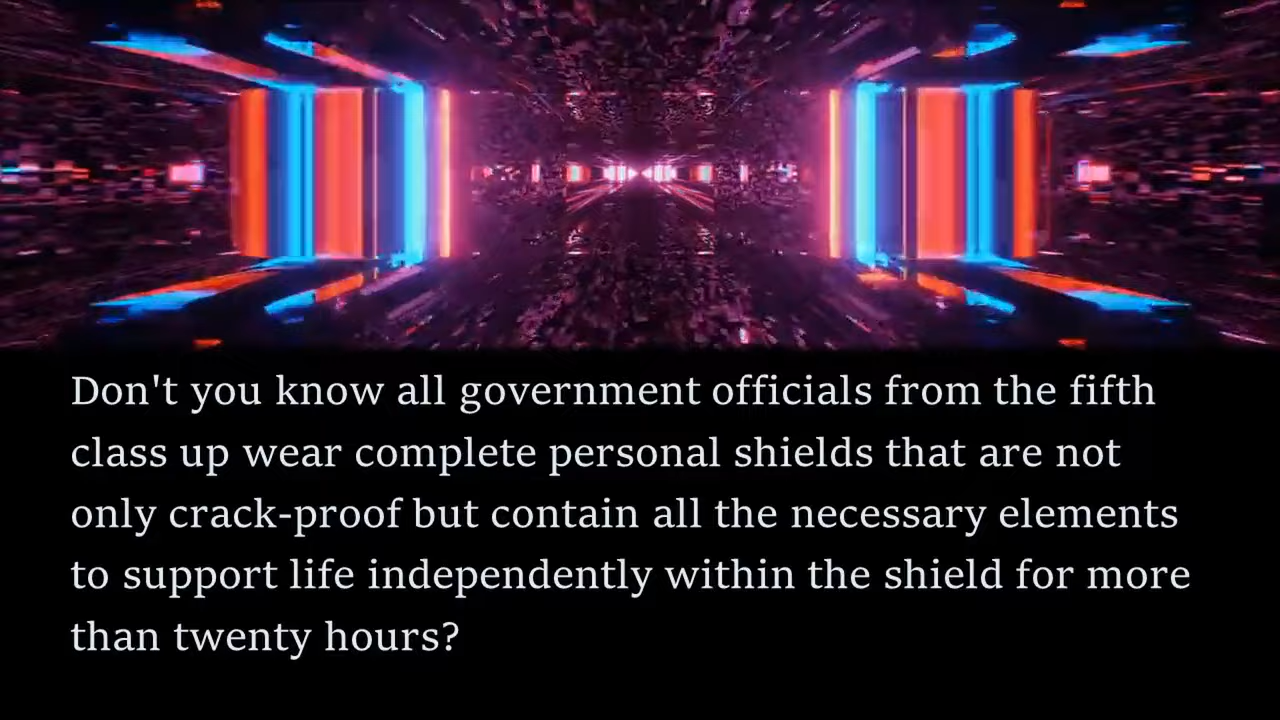 Don't you know all government officials from the fifth
class up wear complete personal shields that are not
only crack-proof but contain all the necessary elements
to support life independently within the shield for more
than twenty hours?